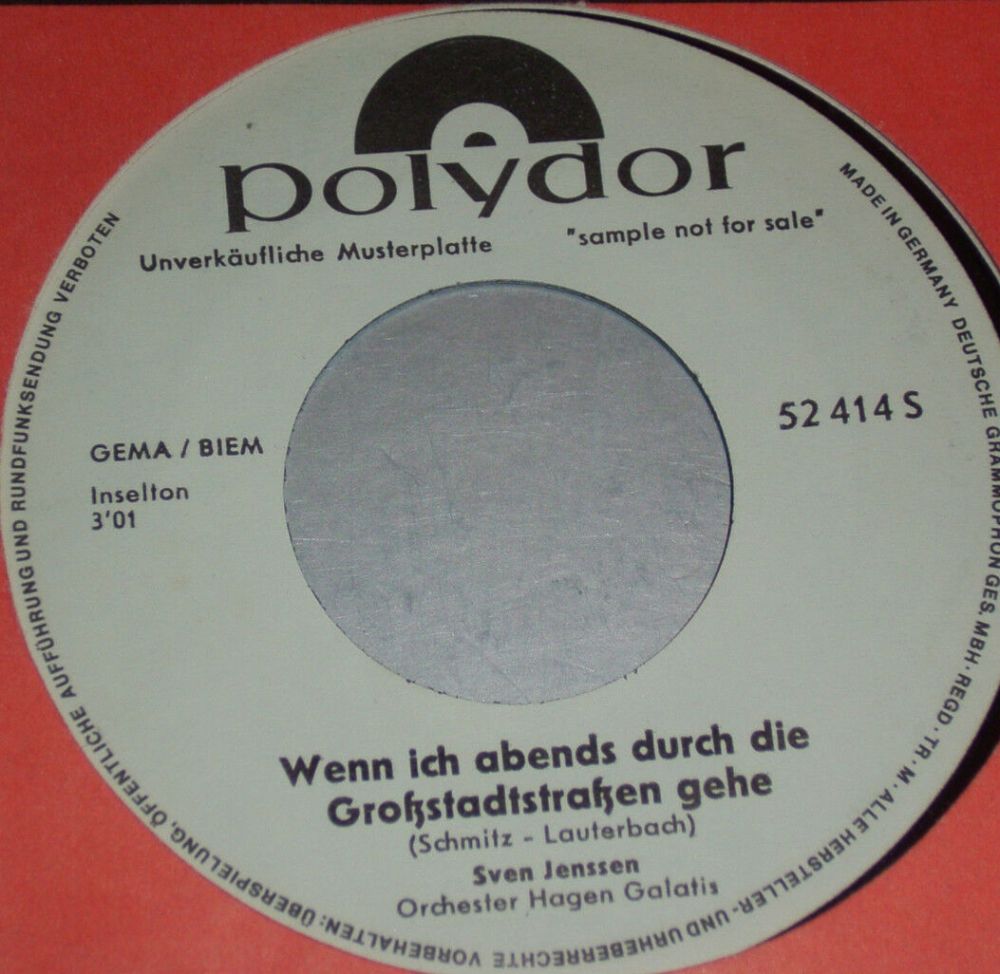 polydor
Unverkäufliche Musterplatte "sample not for sale"
52 414 S
GEMA / BIEM
Inselton
3'01
Wenn ich abends durch die
Großstadtstraßen gehe
(Schmitz - Lauterbach)
Sven Jenssen
Orchester Hagen Galatis
MADE IN GERMANY DEUTSCHE GRAMMOPHON GES. MBH · REGD · TR · M · ALLE HERSTELLER- UND URHEBERRECHTE VORBEHALTEN: ÜBERSPIELUNG, ÖFFENTLICHE AUFFÜHRUNG UND RUNDFUNKSENDUNG VERBOTEN